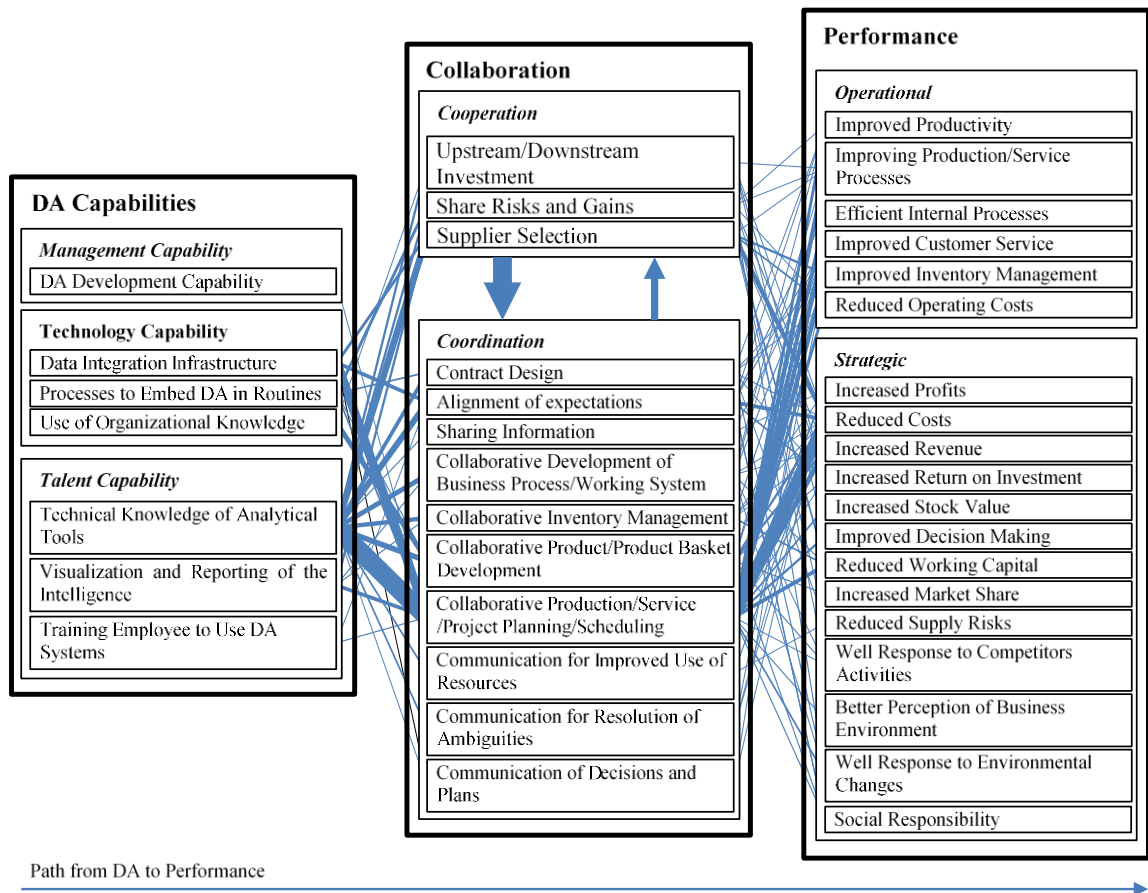 DA Capabilities
Management Capability
DA Development Capability
Technology Capability
Data Integration Infrastructure
Processes to Embed DA in Routines
Use of Organizational Knowledge
Talent Capability
Technical Knowledge of Analytical
Tools
Visualization and Reporting of the
Intelligence
Training Employee to Use DA
Systems
Collaboration
Cooperation
Upstream/Downstream
Investment
Share Risks and Gains
Supplier Selection
Coordination
Contract Design
Alignment of expectations
Sharing Information
Collaborative Development of
Business Process/Working System
Collaborative Inventory Management
Collaborative Product/Product Basket
Development
Collaborative Production/Service
/Project Planning/Scheduling
Communication for Improved Use of
Resources
Communication for Resolution of
Ambiguities
Communication of Decisions and
Plans
Performance
Operational
Improved Productivity
Improving Production/Service
Processes
Efficient Internal Processes
Improved Customer Service
Improved Inventory Management
Reduced Operating Costs
Strategic
Increased Profits
Reduced Costs
Increased Revenue
Increased Return on Investment
Increased Stock Value
Improved Decision Making
Reduced Working Capital
Increased Market Share
Reduced Supply Risks
Well Response to Competitors
Activities
Better Perception of Business
Environment
Well Response to Environmental
Changes
Social Responsibility
Path from DA to Performance